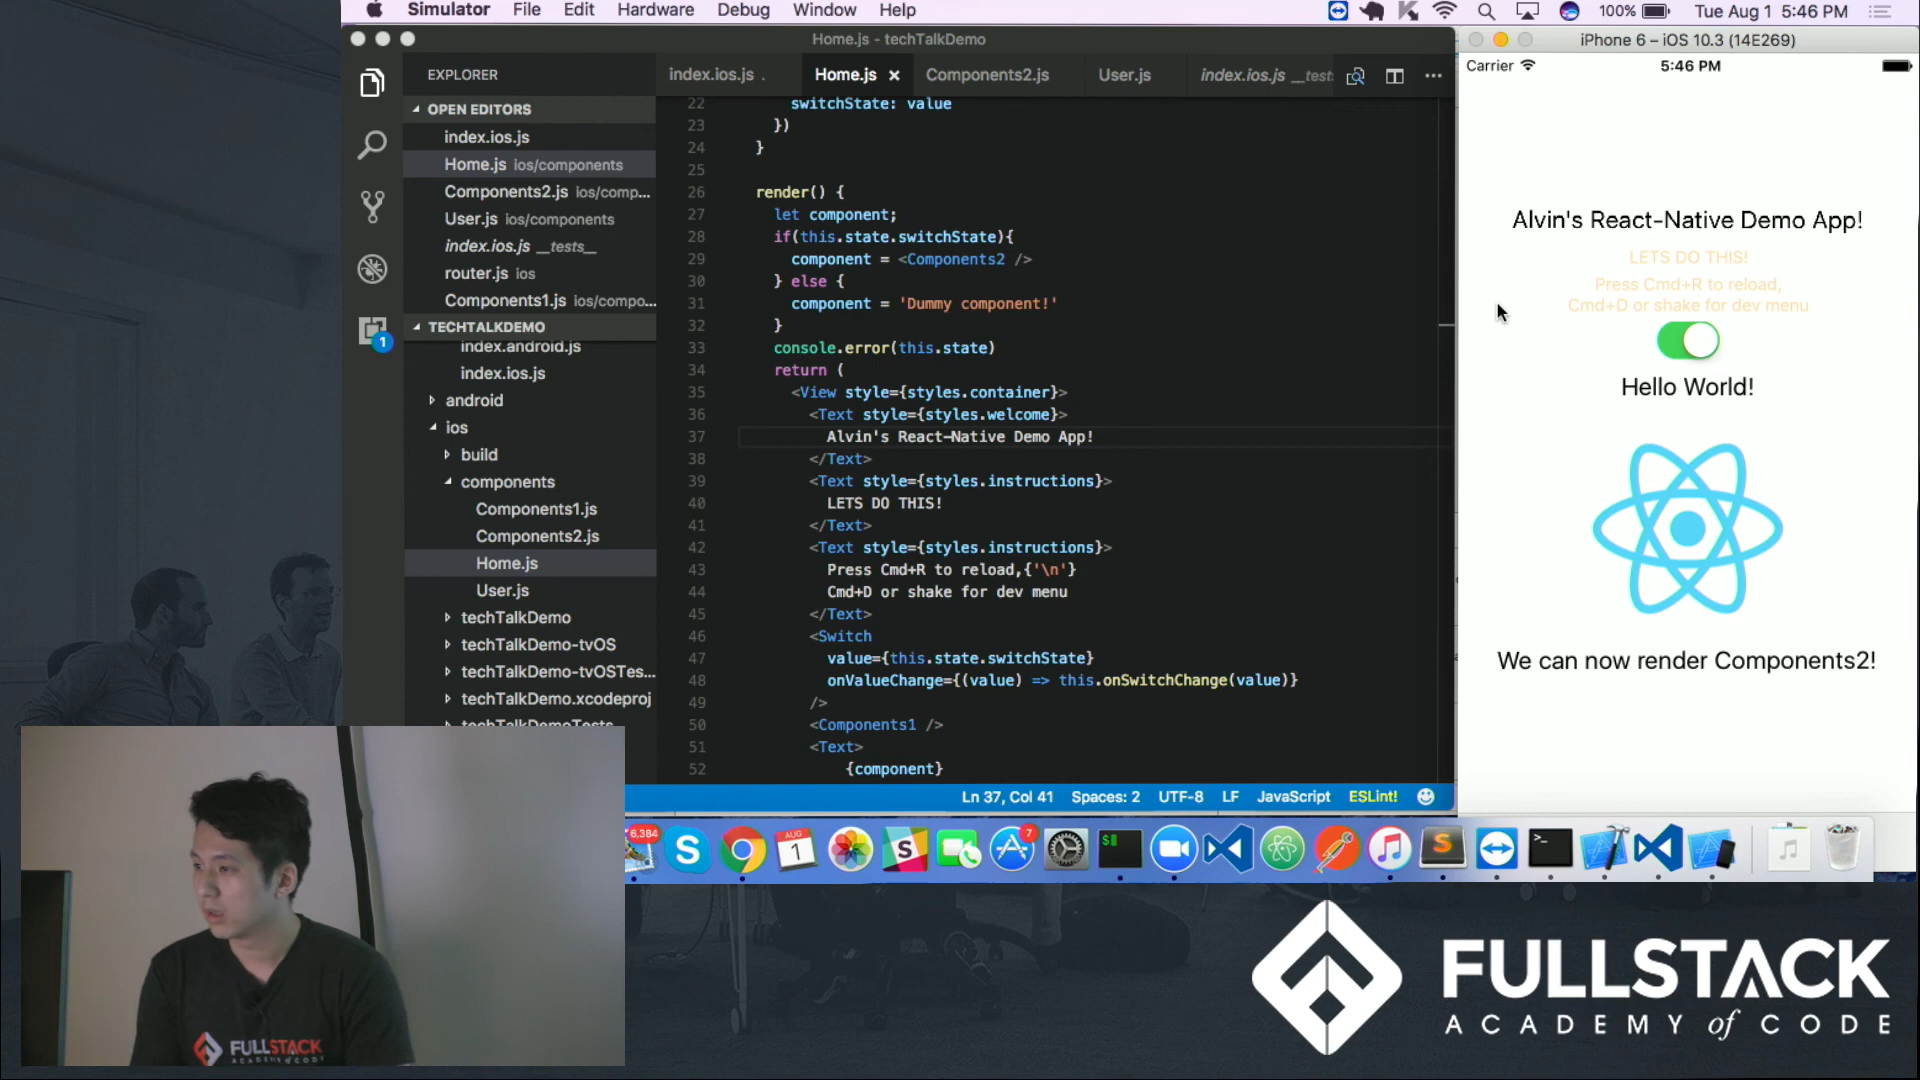 Simulator File Edit Hardware Debug Window Help
100% Tue Aug 1 5:46 PM
Home.js - techTalkDemo
EXPLORER
OPEN EDITORS
index.ios.js
Home.js ios/components
Components2.js ios/comp...
User.js ios/components
index.ios.js __tests__
router.js ios
Components1.js ios/compo...
TECHTALKDEMO
index.android.js
index.ios.js
android
ios
build
components
Components1.js
Components2.js
Home.js
User.js
techTalkDemo
techTalkDemo-tvOS
techTalkDemo-tvOSTes...
techTalkDemo.xcodeproj
techTalkDemoTests
1
index.ios.js . Home.js Components2.js User.js index.ios.js __tests
22 switchState: value
23 })
24 }
25
26 render() {
27 let component;
28 if(this.state.switchState){
29 component = <Components2 />
30 } else {
31 component = 'Dummy component!'
32 }
33 console.error(this.state)
34 return (
35 <View style={styles.container}>
36 <Text style={styles.welcome}>
37 Alvin's React-Native Demo App!
38 </Text>
39 <Text style={styles.instructions}>
40 LETS DO THIS!
41 </Text>
42 <Text style={styles.instructions}>
43 Press Cmd+R to reload,{'\n'}
44 Cmd+D or shake for dev menu
45 </Text>
46 <Switch
47 value={this.state.switchState}
48 onValueChange={(value) => this.onSwitchChange(value)}
49 />
50 <Components1 />
51 <Text>
52 {component}
Ln 37, Col 41 Spaces: 2 UTF-8 LF JavaScript ESLint!
iPhone 6 – iOS 10.3 (14E269)
Carrier 5:46 PM
Alvin's React-Native Demo App!
LETS DO THIS!
Press Cmd+R to reload,
Cmd+D or shake for dev menu
Hello World!
We can now render Components2!
6,384
AUG
1
7
FULLSTACK
ACADEMY of CODE
FULLSTACK
ACADEMY of CODE